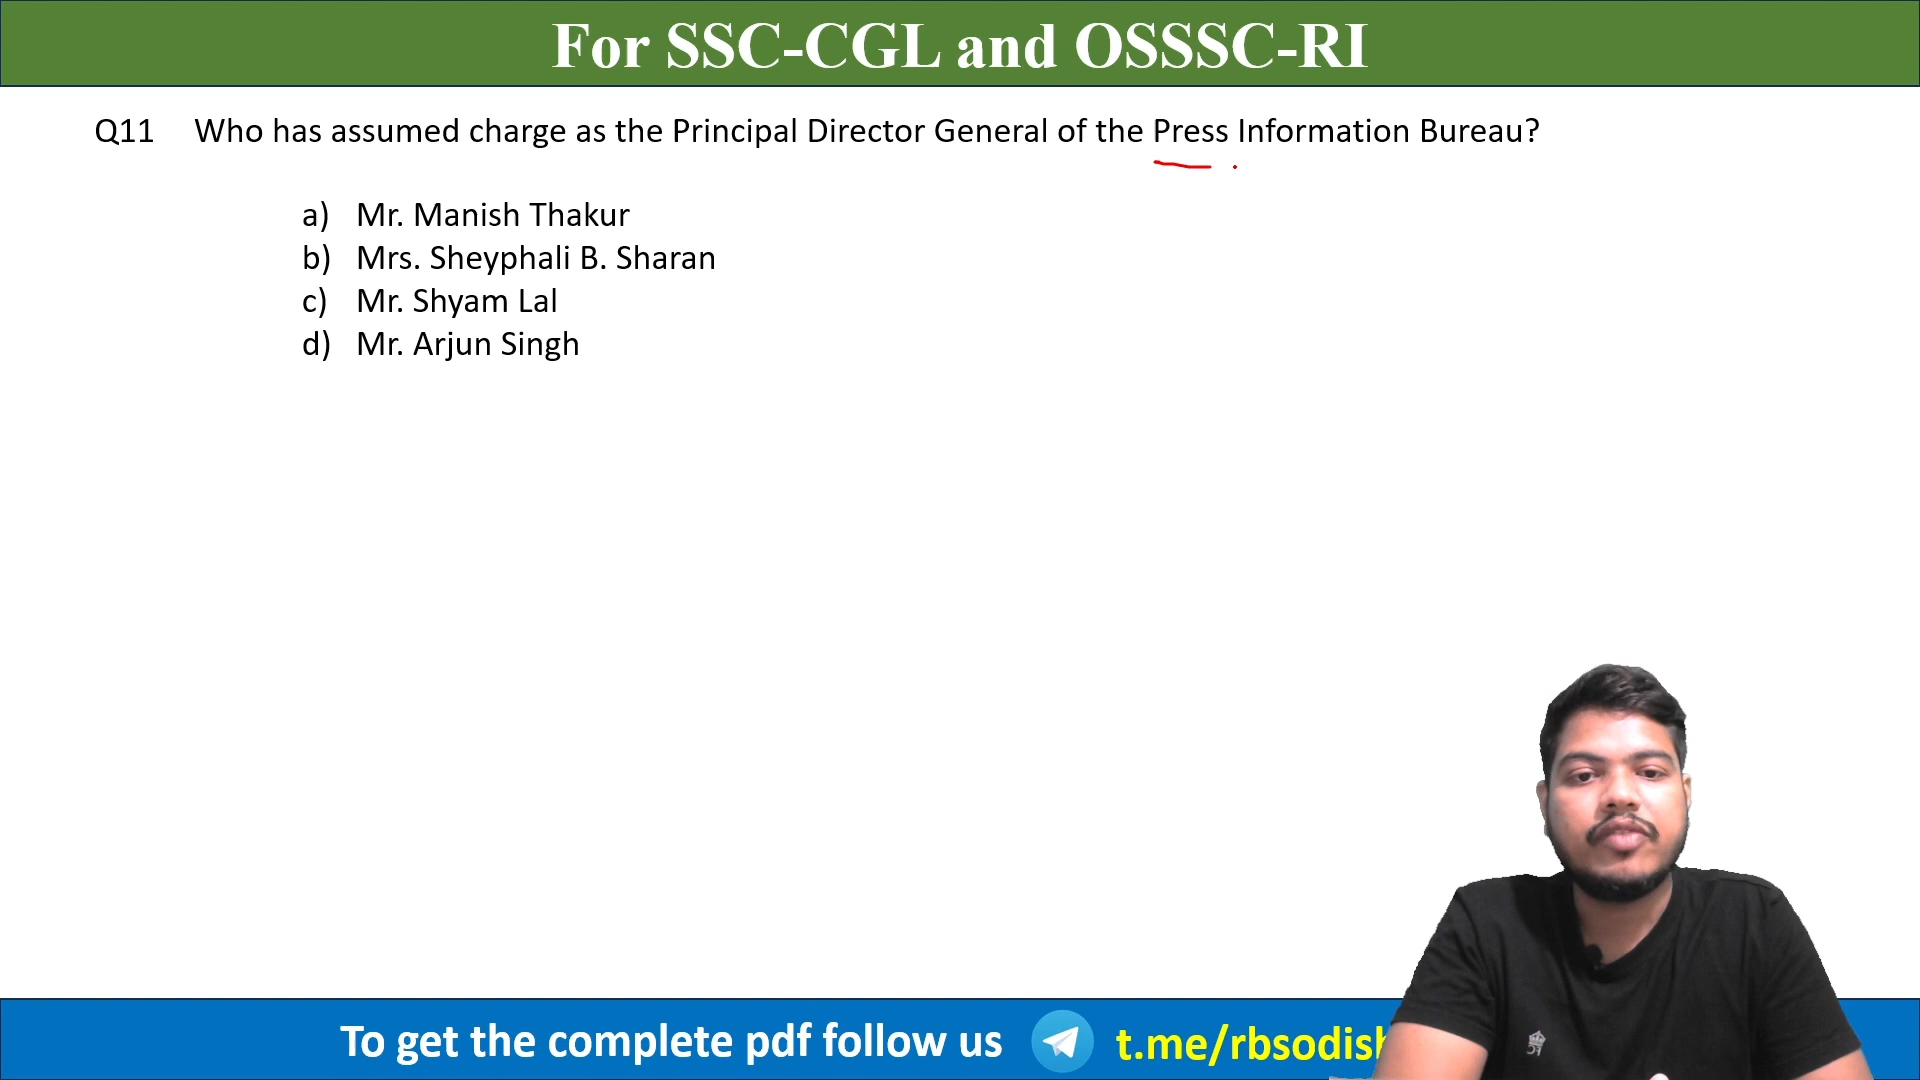 For SSC-CGL and OSSSC-RI
Q11 Who has assumed charge as the Principal Director General of the Press Information Bureau?
a) Mr. Manish Thakur
b) Mrs. Sheyphali B. Sharan
c) Mr. Shyam Lal
d) Mr. Arjun Singh
To get the complete pdf follow us